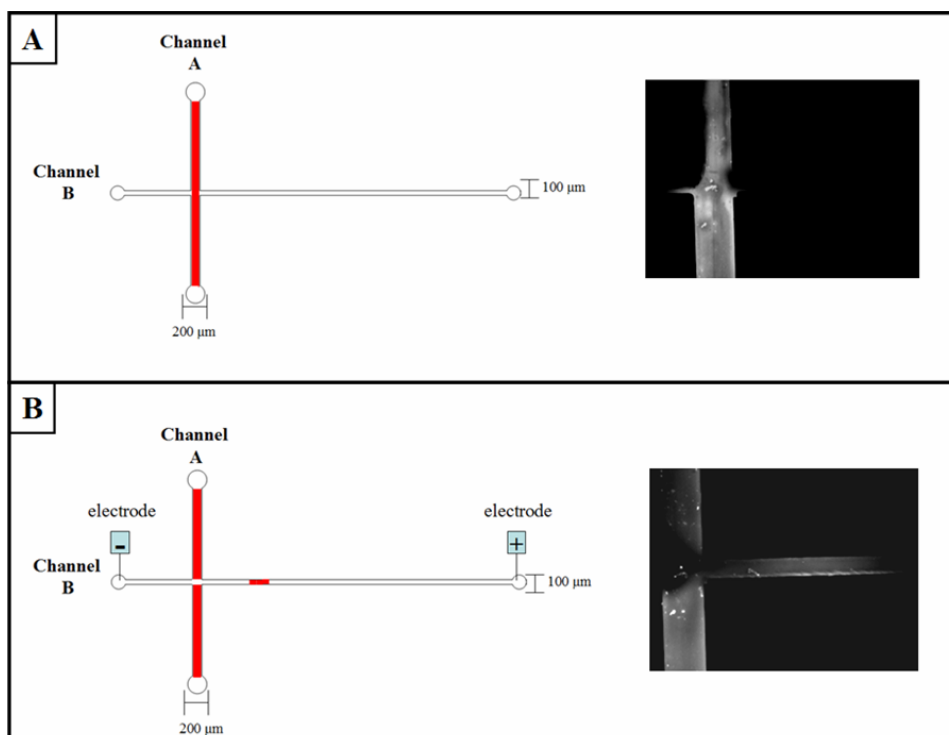 A
Channel
A
Channel
B
100 μm
200 μm
B
Channel
A
electrode
electrode
-
+
Channel
B
100 μm
200 μm